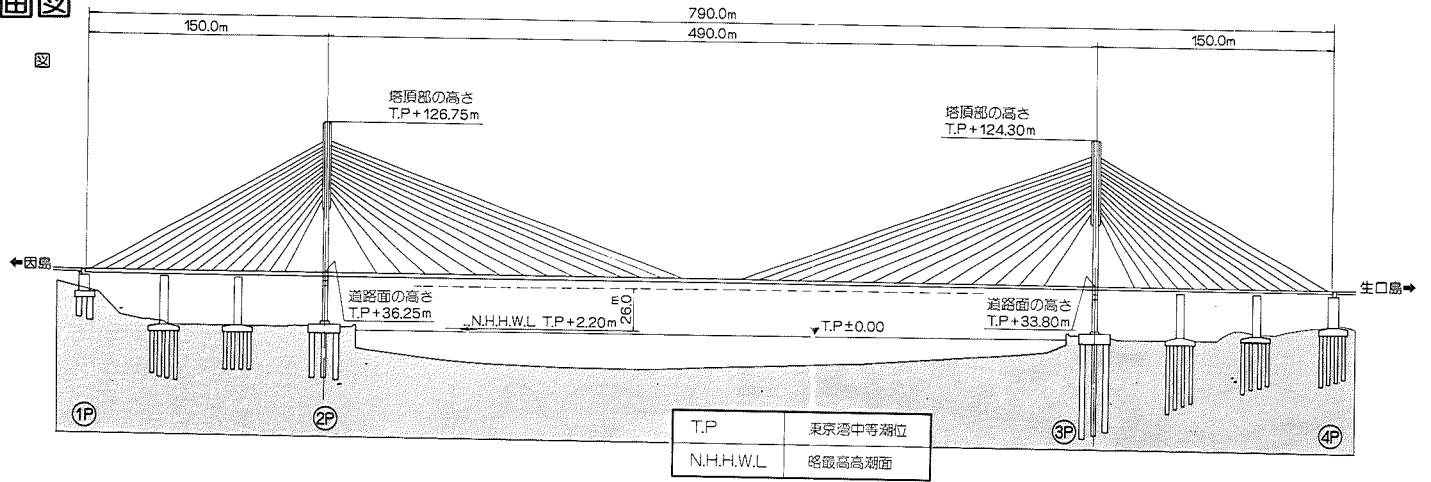 面図
図
790.0m
150.0m
490.0m
150.0m
塔頂部の高さ
T.P+126.75m
塔頂部の高さ
T.P+124.30m
←因島
生口島→
道路面の高さ
T.P+36.25m
26.0m
道路面の高さ
T.P+33.80m
N.H.H.W.L T.P+2.20m
T.P±0.00
1P
2P
3P
4P
T.P 東京湾中等潮位
N.H.H.W.L 略最高高潮面